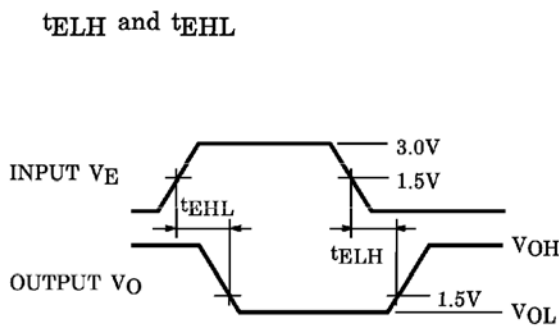 tELH and tEHL
3.0V
INPUT VE
1.5V
tEHL
tELH
VOH
OUTPUT VO
1.5V
VOL